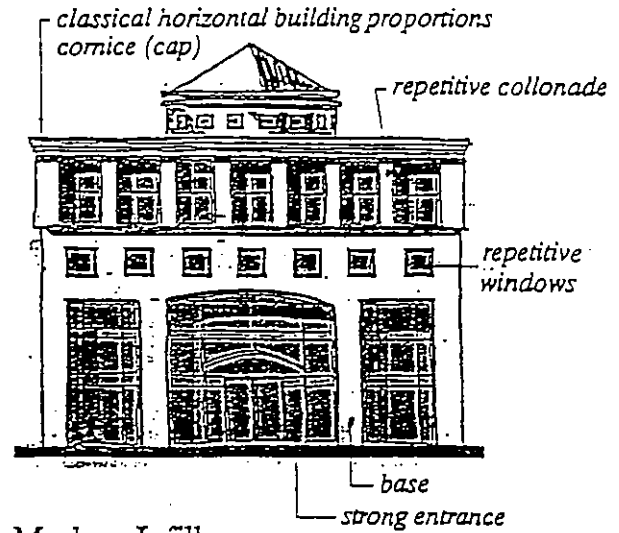 classical horizontal building proportions
cornice (cap)
repetitive collonade
repetitive
windows
base
strong entrance